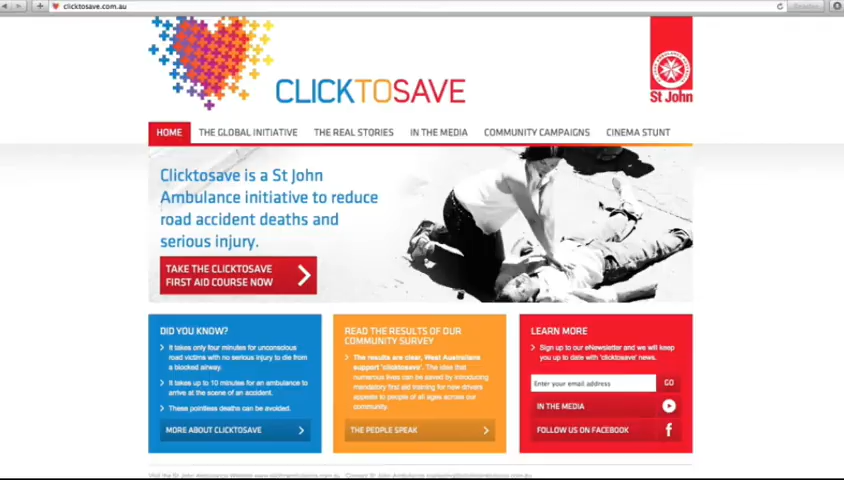 clicktosave.com.au
CLICKTOSAVE
St John
HOME THE GLOBAL INITIATIVE THE REAL STORIES IN THE MEDIA COMMUNITY CAMPAIGNS CINEMA STUNT
Clicktosave is a St John
Ambulance initiative to reduce
road accident deaths and
serious injury.
TAKE THE CLICKTOSAVE
FIRST AID COURSE NOW
DID YOU KNOW?
It takes only four minutes for unconscious
road victims with no serious injury to die from
a blocked airway.
It takes up to 10 minutes for an ambulance to
arrive at the scene of an accident.
These pointless deaths can be avoided.
MORE ABOUT CLICKTOSAVE
READ THE RESULTS OF OUR
COMMUNITY SURVEY
The results are clear, West Australians
support 'clicktosave'. The idea that
numerous lives can be saved by introducing
mandatory first aid training for new drivers
appeals to people of all ages across our
community.
THE PEOPLE SPEAK
LEARN MORE
Sign up to our eNewsletter and we will keep
you up to date with 'clicktosave' news.
Enter your email address GO
IN THE MEDIA
FOLLOW US ON FACEBOOK